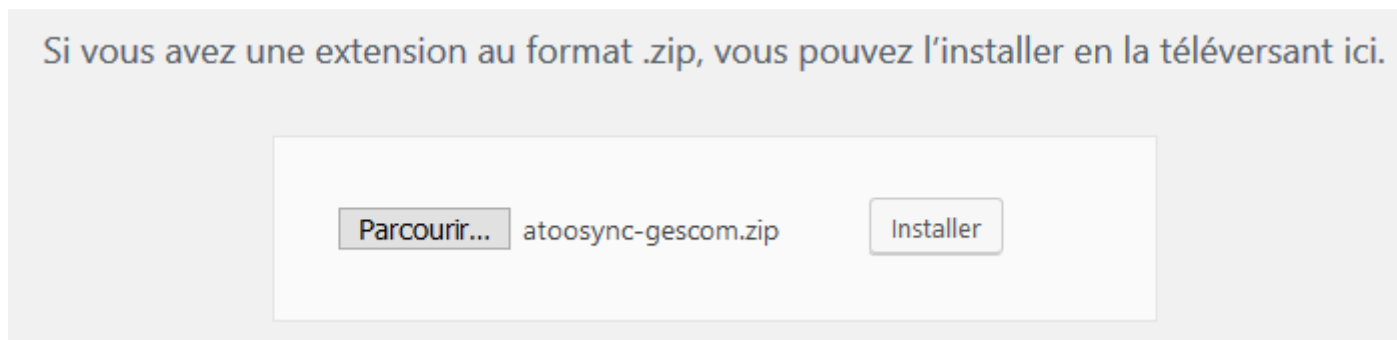 Si vous avez une extension au format .zip, vous pouvez l’installer en la téléversant ici.
Parcourir... atoosync-gescom.zip Installer